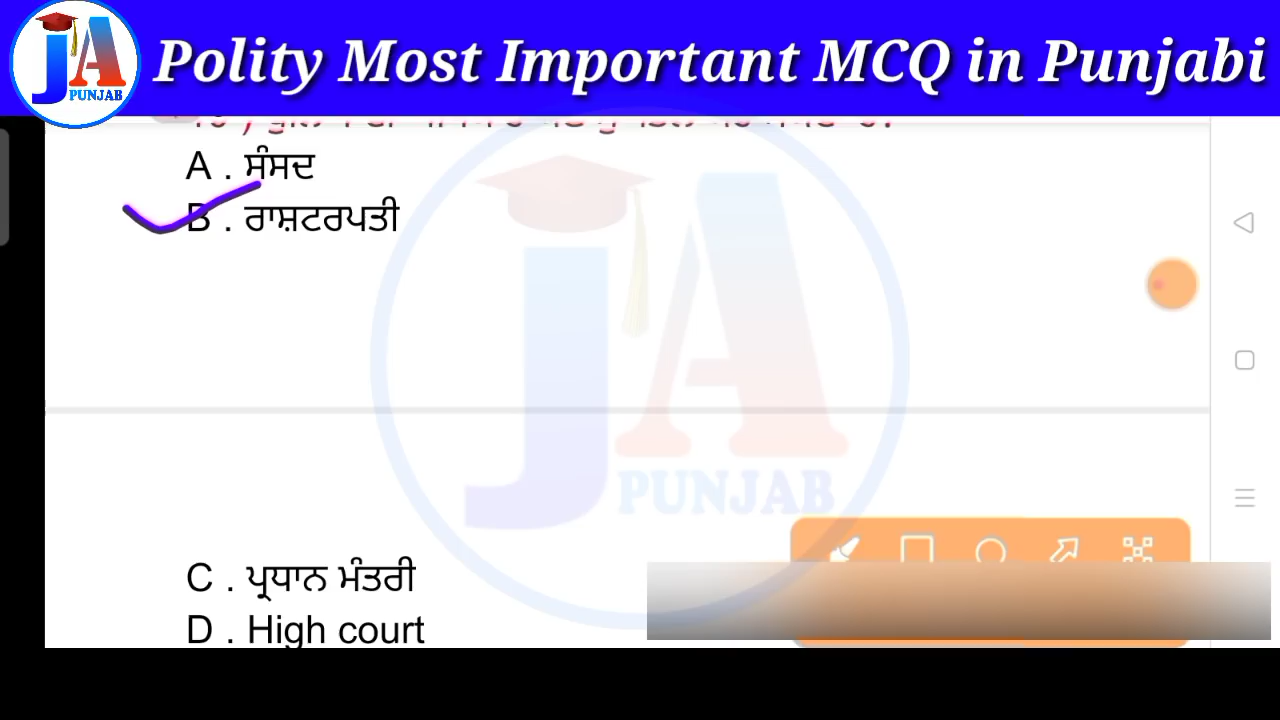 JA
PUNJAB
Polity Most Important MCQ in Punjabi
A . ਸੰਸਦ
B . ਰਾਸ਼ਟਰਪਤੀ
JA
PUNJAB
C . ਪ੍ਰਧਾਨ ਮੰਤਰੀ
D . High court